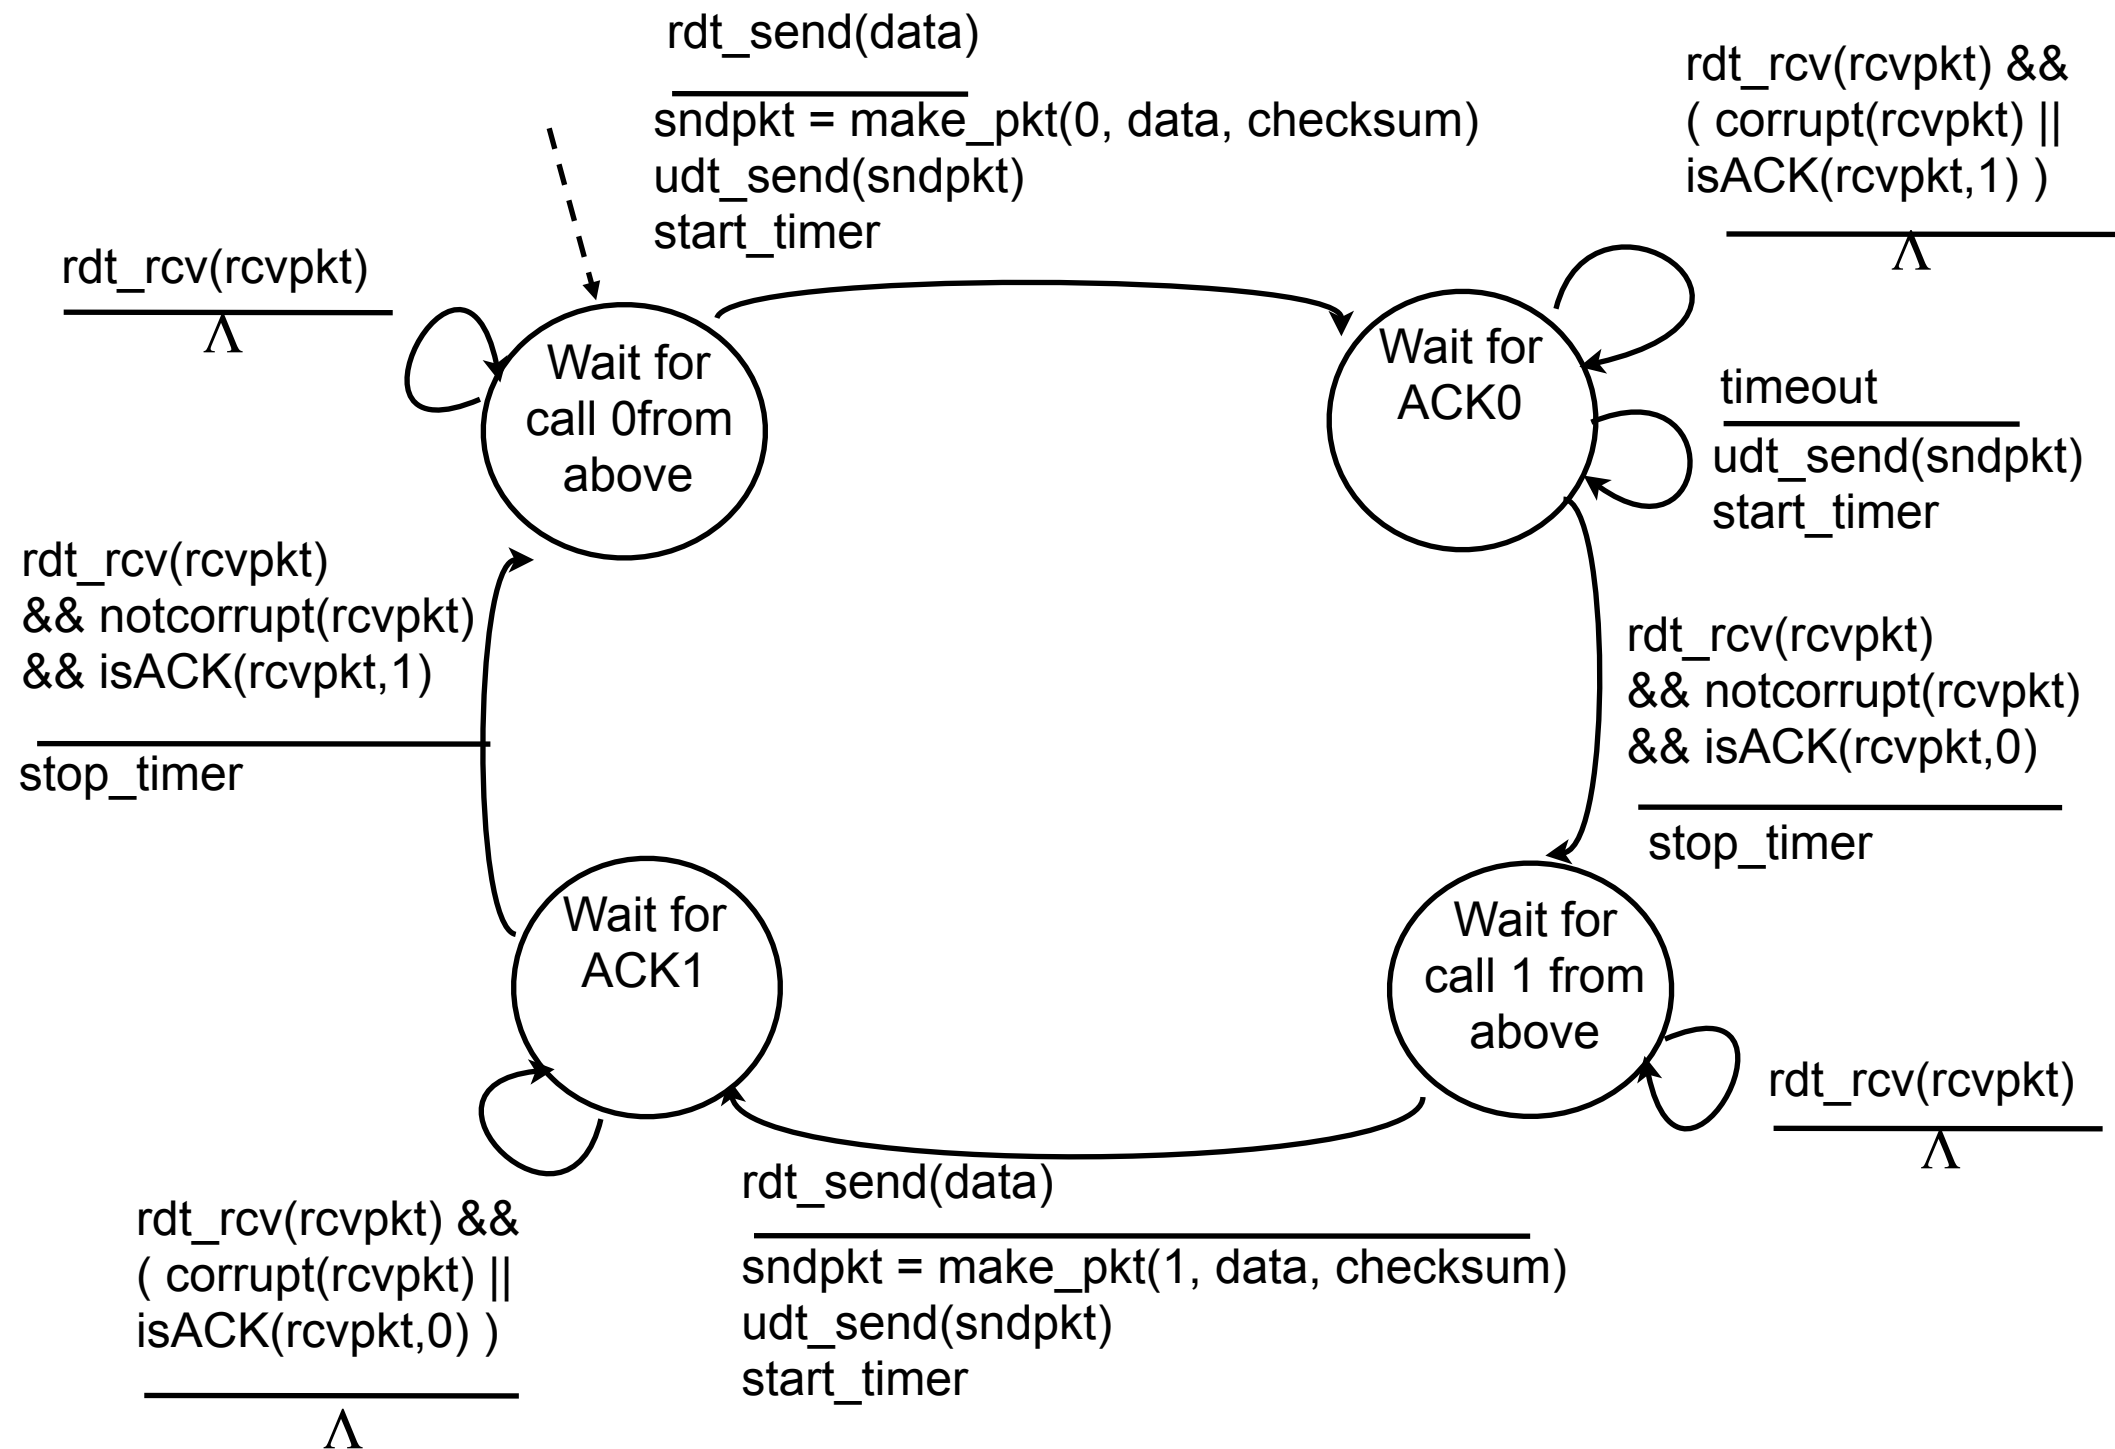 rdt_send(data)
sndpkt = make_pkt(0, data, checksum)
udt_send(sndpkt)
start_timer
rdt_rcv(rcvpkt) &&
( corrupt(rcvpkt) ||
isACK(rcvpkt,1) )
Λ
rdt_rcv(rcvpkt)
Λ
Wait for
call 0from
above
Wait for
ACK0
timeout
udt_send(sndpkt)
start_timer
rdt_rcv(rcvpkt)
&& notcorrupt(rcvpkt)
&& isACK(rcvpkt,1)
stop_timer
rdt_rcv(rcvpkt)
&& notcorrupt(rcvpkt)
&& isACK(rcvpkt,0)
stop_timer
Wait for
ACK1
Wait for
call 1 from
above
rdt_rcv(rcvpkt)
Λ
rdt_send(data)
sndpkt = make_pkt(1, data, checksum)
udt_send(sndpkt)
start_timer
rdt_rcv(rcvpkt) &&
( corrupt(rcvpkt) ||
isACK(rcvpkt,0) )
Λ